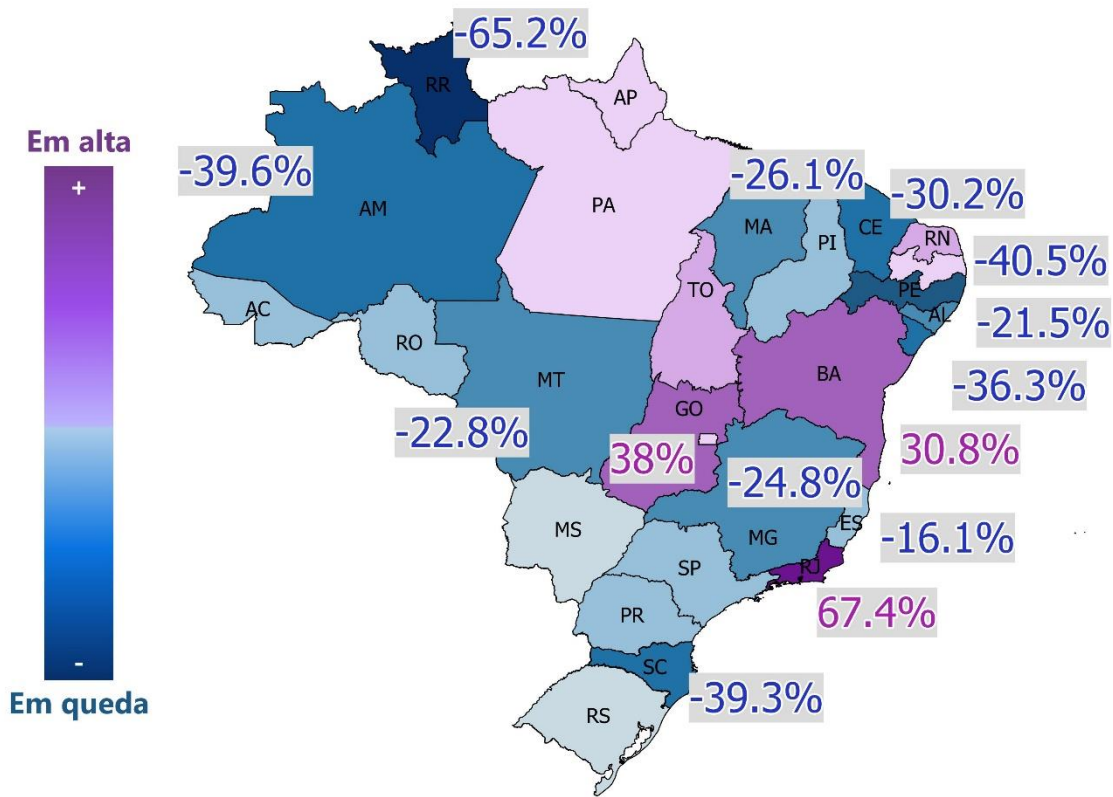 -65.2%
RR
AP
Em alta
+
-39.6%
AM
PA
-26.1%
-30.2%
MA
PI
CE
RN
-40.5%
TO
PE
AL
-21.5%
AC
RO
MT
BA
-36.3%
GO
-22.8%
38%
30.8%
-24.8%
MS
MG
ES
-16.1%
SP
RJ
67.4%
PR
-
SC
Em queda
-39.3%
RS